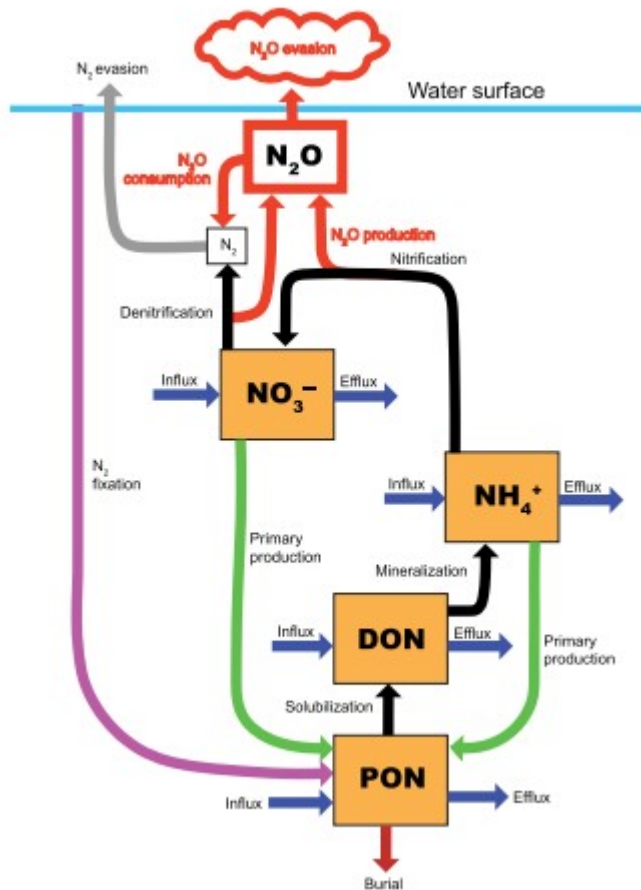 N₂O evasion
N₂ evasion
Water surface
N₂O
N₂O
consumption
N₂
N₂O production
Nitrification
Denitrification
Influx
NO₃⁻
Efflux
N₂
fixation
Influx
NH₄⁺
Efflux
Primary
production
Mineralization
Influx
DON
Efflux
Primary
production
Solubilization
PON
Influx
Efflux
Burial